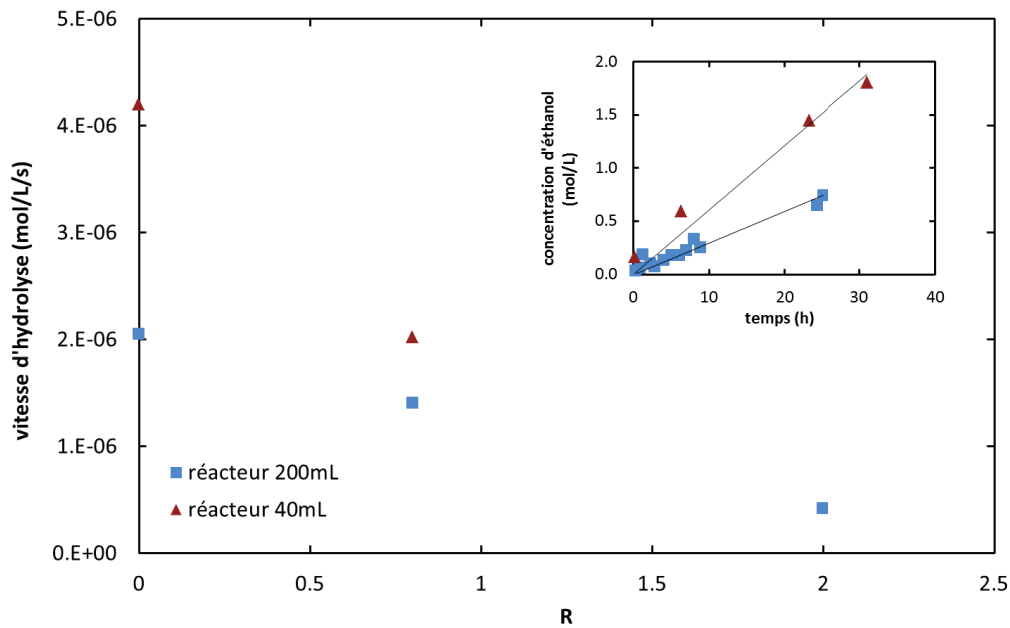 5.E-06
4.E-06
3.E-06
2.E-06
1.E-06
0.E+00
vitesse d'hydrolyse (mol/L/s)
0 0.5 1 1.5 2 2.5
R
réacteur 200mL
réacteur 40mL
2.0
1.5
1.0
0.5
0.0
concentration d'éthanol
(mol/L)
0 10 20 30 40
temps (h)